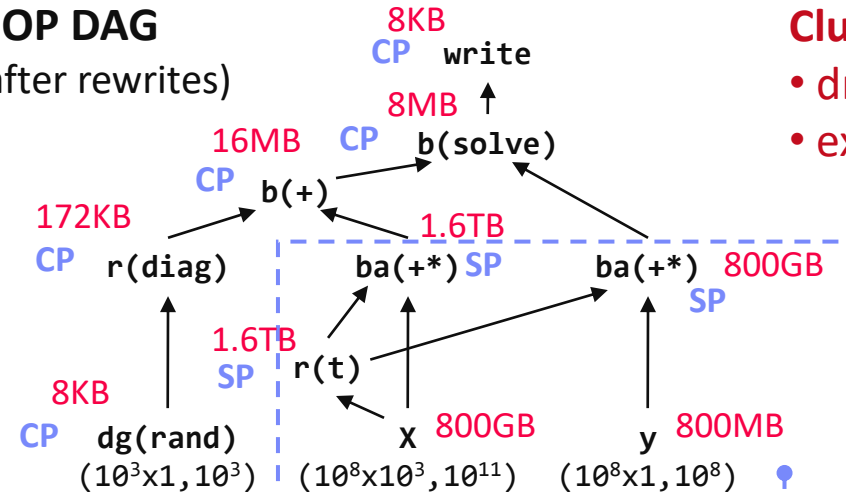 OP DAG
8KB
CP write
Clu
after rewrites)
• dr
8MB
• ex
16MB CP b(solve)
CP b(+)
172KB
1.6TB
CP r(diag) ba(+*) SP ba(+*) 800GB
SP
1.6TB
SP r(t)
8KB
CP dg(rand) X 800GB y 800MB
(10³x1,10³) (10⁸x10³,10¹¹) (10⁸x1,10⁸)